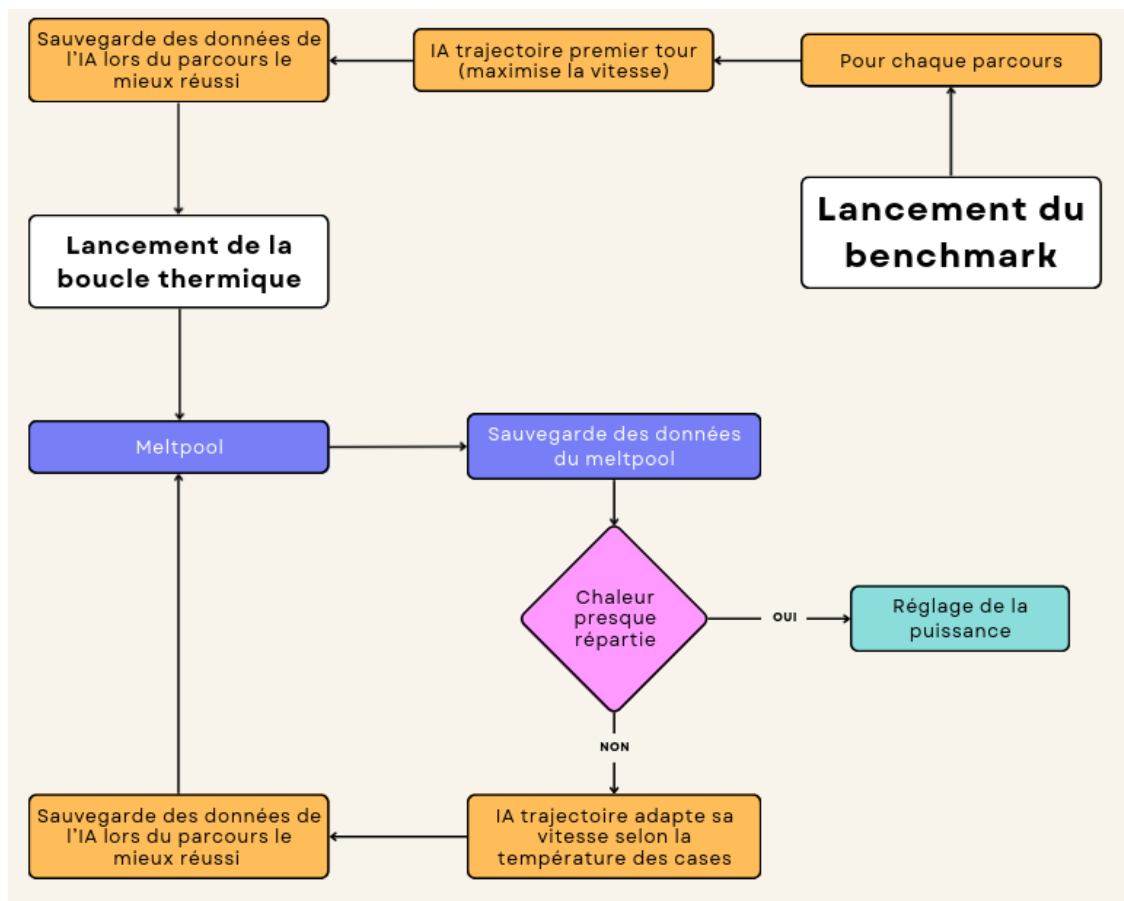 Sauvegarde des données de
l'IA lors du parcours le
mieux réussi
IA trajectoire premier tour
(maximise la vitesse)
Pour chaque parcours
Lancement du
benchmark
Lancement de la
boucle thermique
Meltpool
Sauvegarde des données
du meltpool
Chaleur
presque
répartie
OUI
Réglage de la
puissance
NON
Sauvegarde des données de
l'IA lors du parcours le
mieux réussi
IA trajectoire adapte sa
vitesse selon la
température des cases